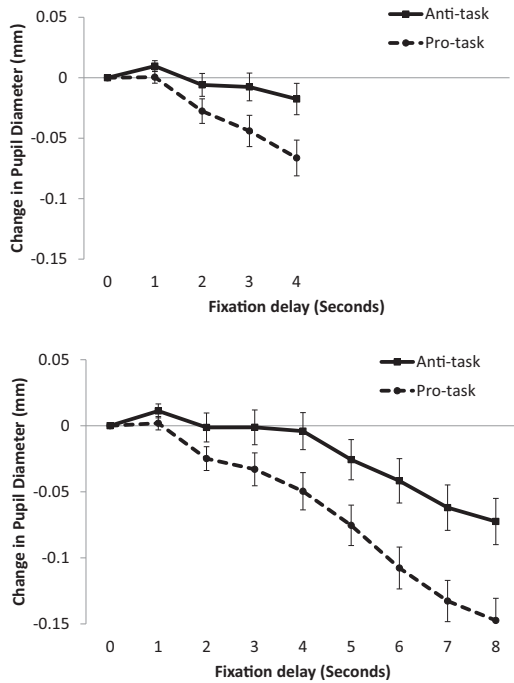 0.05
0
-0.05
-0.1
-0.15
Change in Pupil Diameter (mm)
Anti-task
Pro-task
0 1 2 3 4
Fixation delay (Seconds)
0.05
0
-0.05
-0.1
-0.15
Change in Pupil Diameter (mm)
Anti-task
Pro-task
0 1 2 3 4 5 6 7 8
Fixation delay (Seconds)